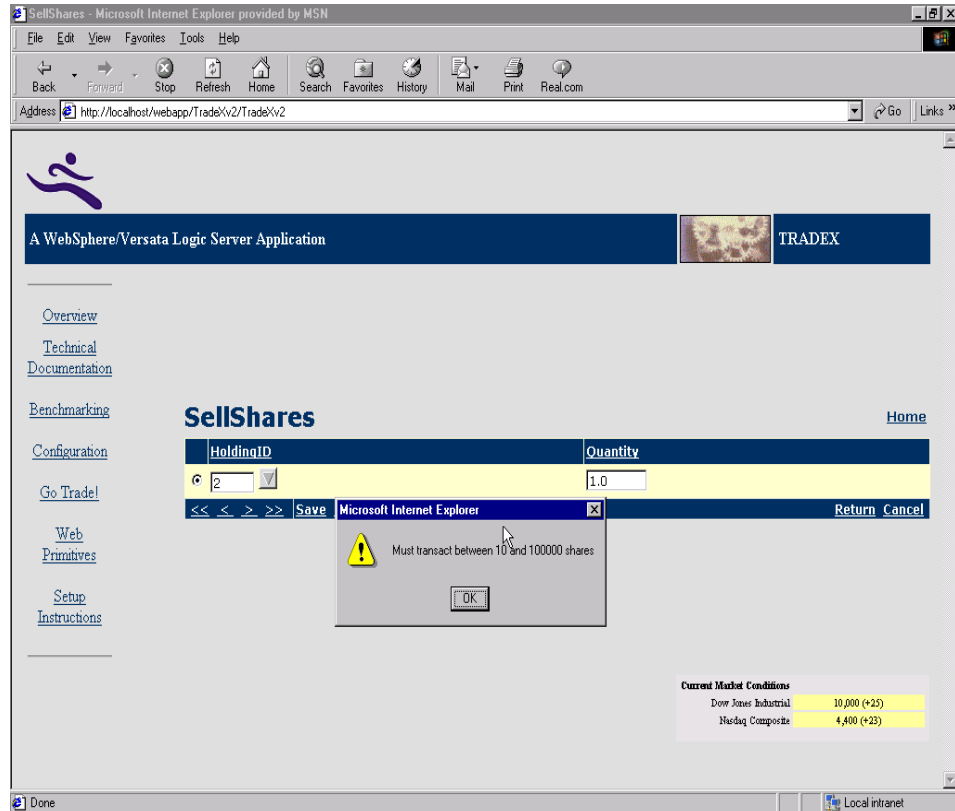 SellShares - Microsoft Internet Explorer provided by MSN
File Edit View Favorites Tools Help
Back Forward Stop Refresh Home Search Favorites History Mail Print Real.com
Address http://localhost/webapp/TradeXv2/TradeXv2 Go Links »
A WebSphere/Versata Logic Server Application TRADEX
Overview
Technical
Documentation
Benchmarking
Configuration
Go Trade!
Web
Primitives
Setup
Instructions
SellShares Home
HoldingID Quantity
2 1.0
<< < > >> Save Return Cancel
Microsoft Internet Explorer
Must transact between 10 and 100000 shares
OK
Current Market Conditions
Dow Jones Industrial 10,000 (+25)
Nasdaq Composite 4,400 (+23)
Done Local intranet